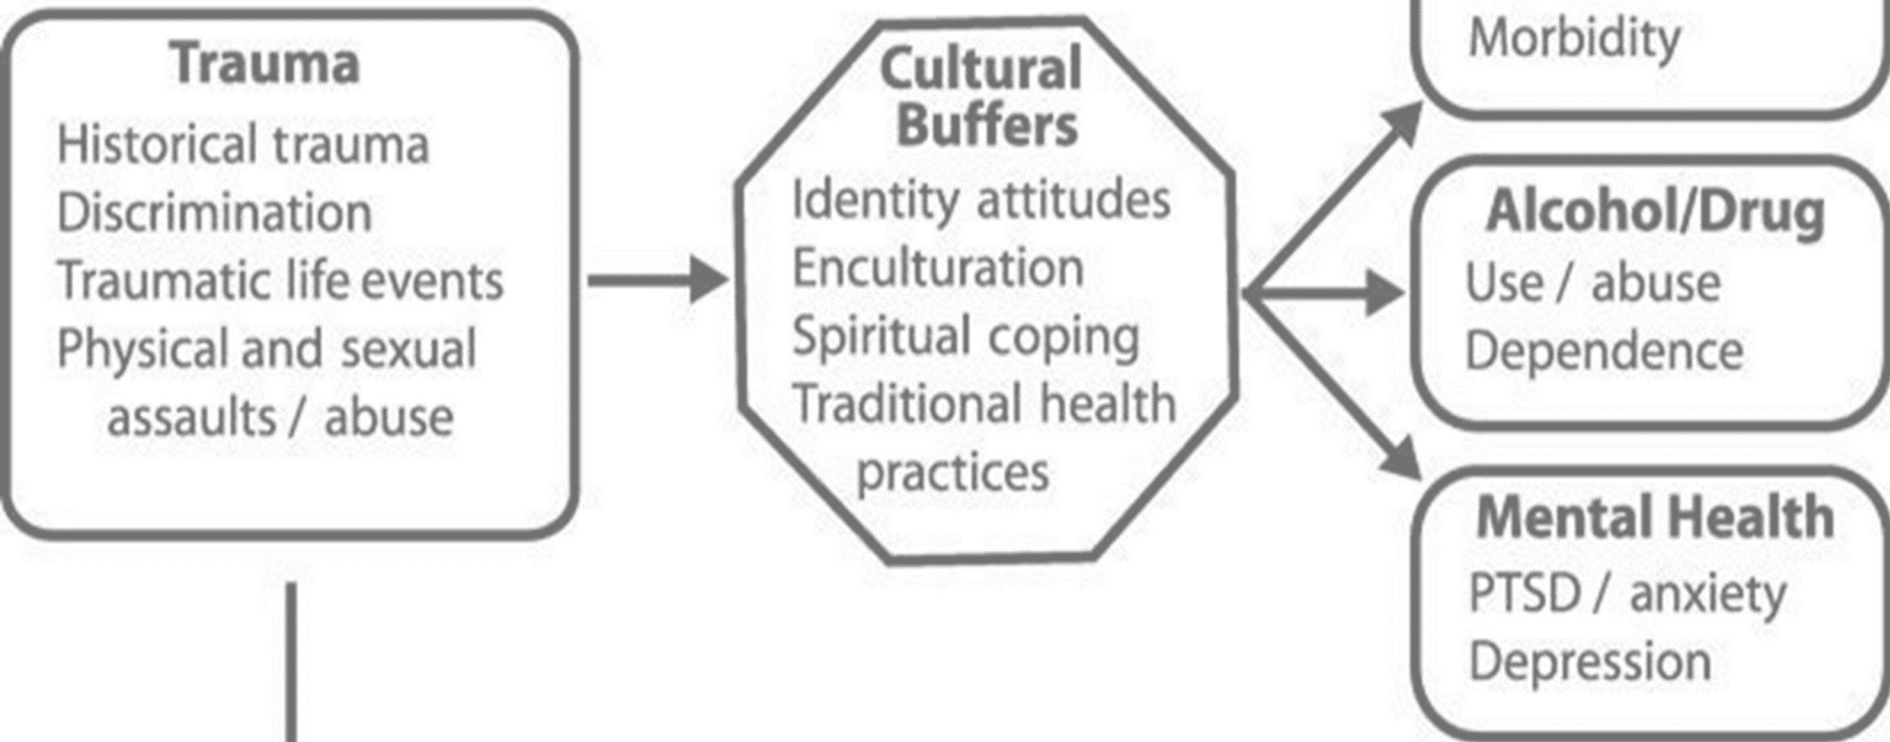 Trauma
Historical trauma
Discrimination
Traumatic life events
Physical and sexual
assaults / abuse
Cultural
Buffers
Identity attitudes
Enculturation
Spiritual coping
Traditional health
practices
Morbidity
Alcohol/Drug
Use / abuse
Dependence
Mental Health
PTSD / anxiety
Depression